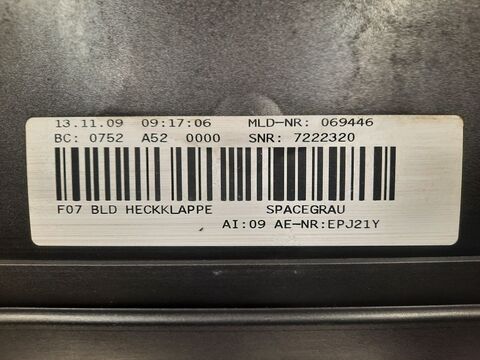 13.11.09 09:17:06 MLD-NR: 069446
BC: 0752 A52 0000 SNR: 7222320
F07 BLD HECKKLAPPE SPACEGRAU
AI:09 AE-NR:EPJ21Y